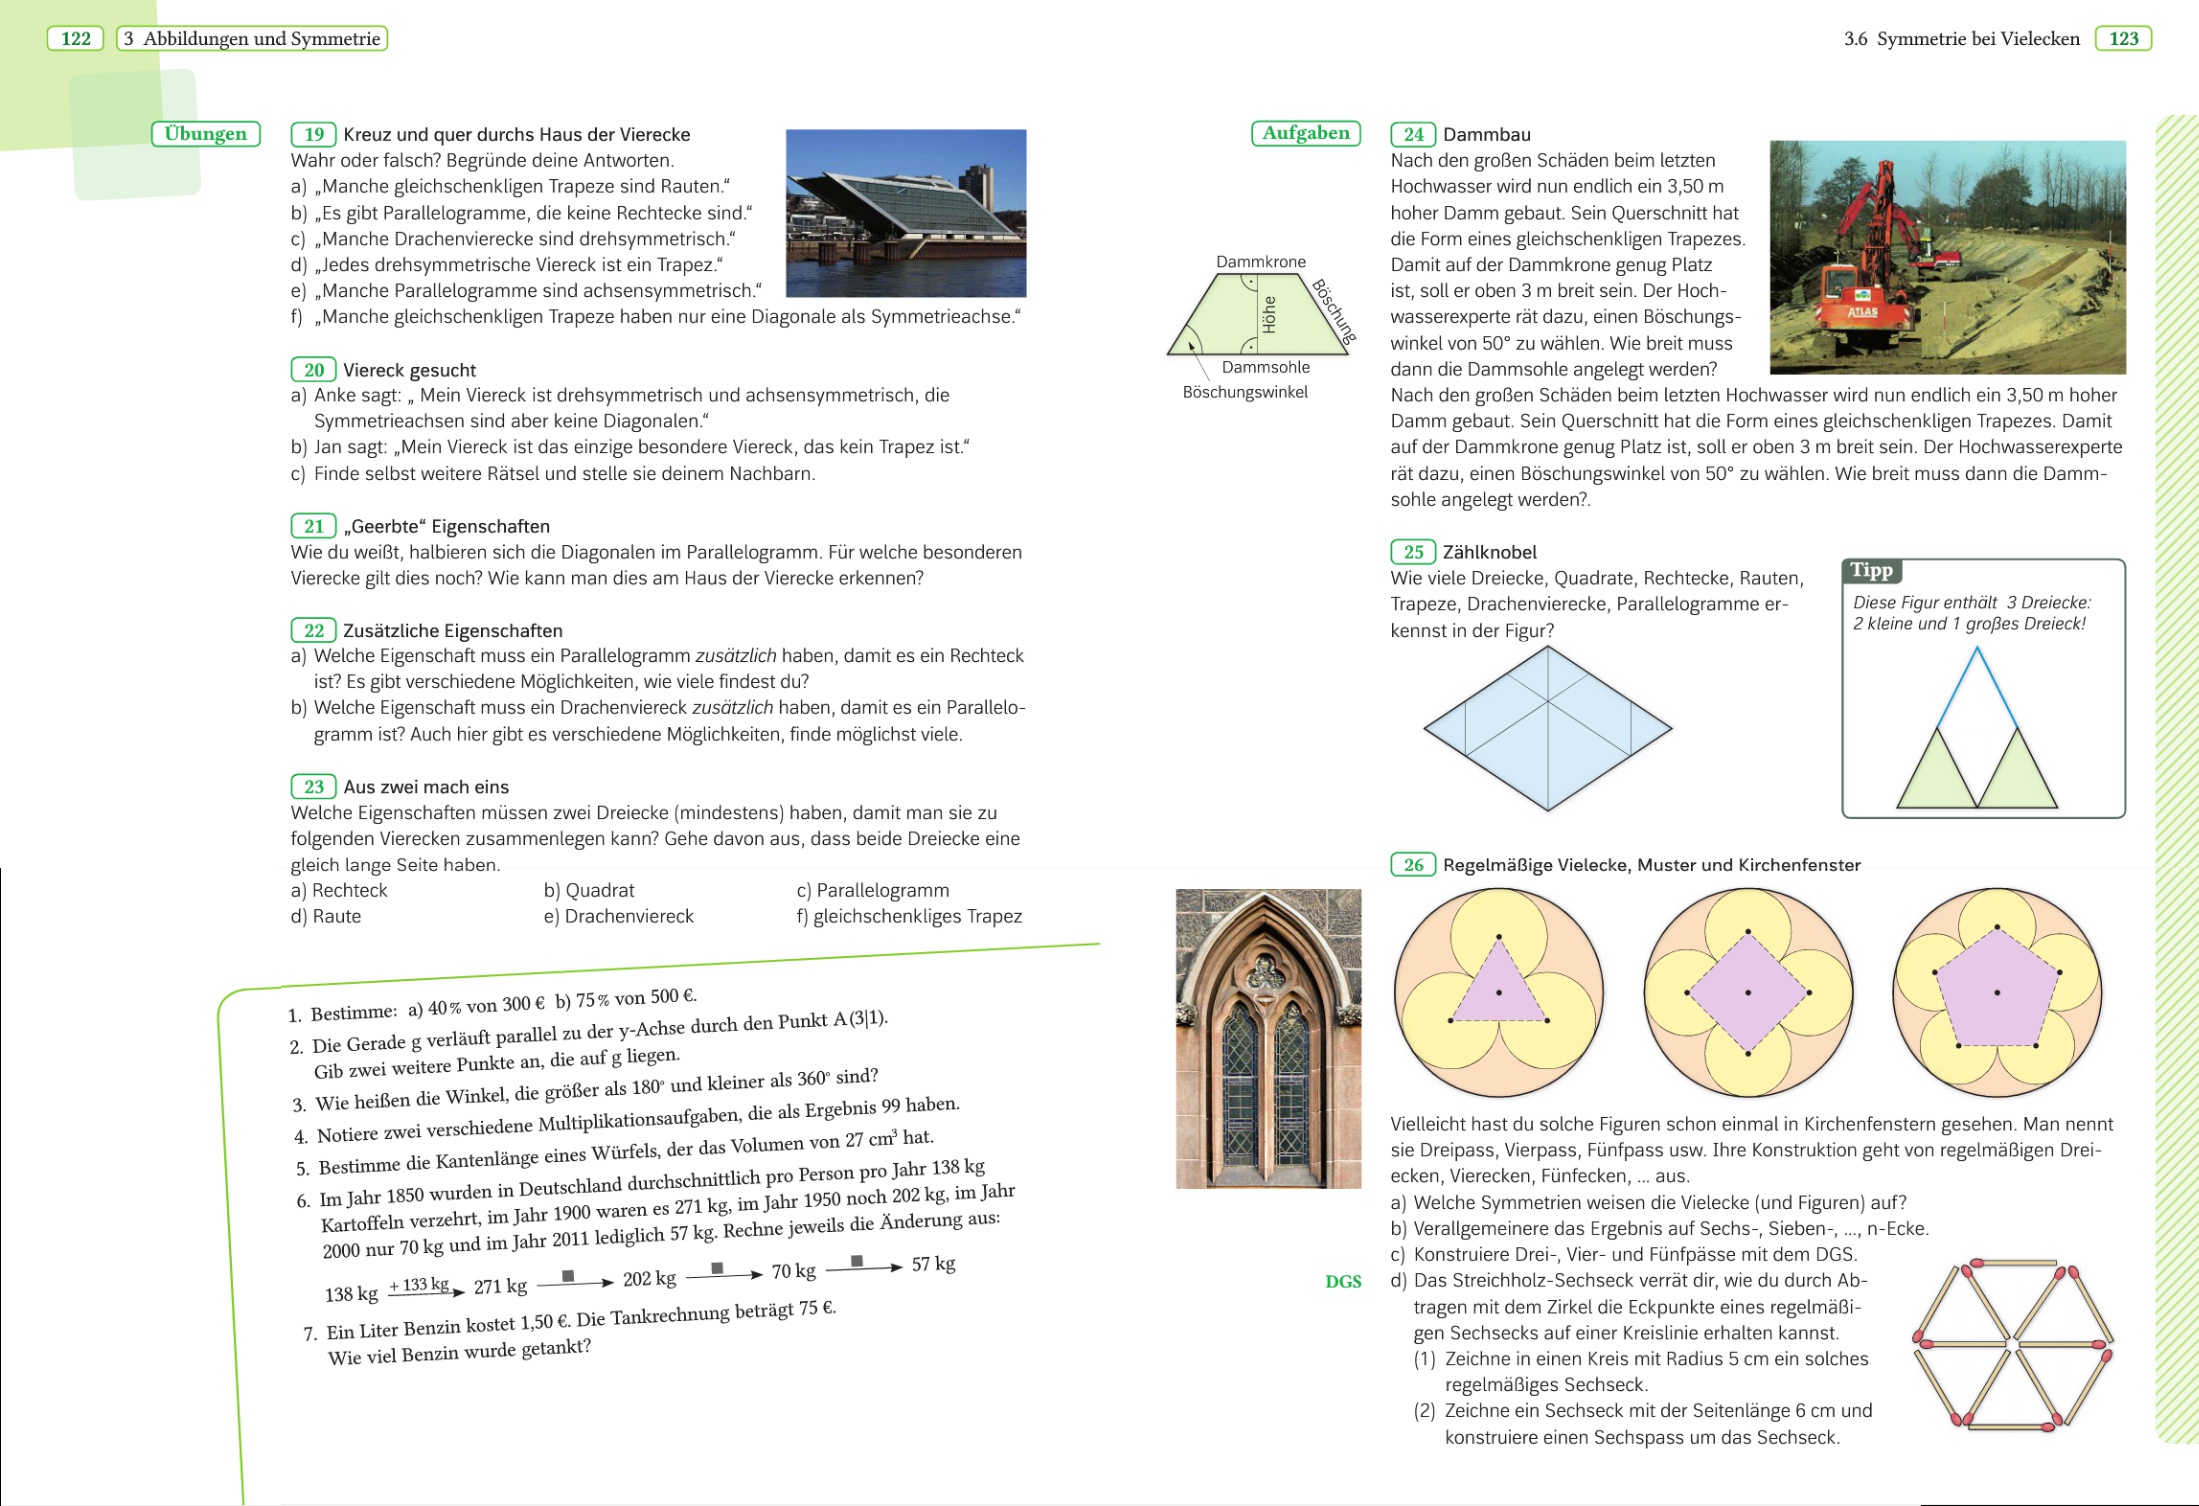 122
3 Abbildungen und Symmetrie
Übungen
19 Kreuz und quer durchs Haus der Vierecke
Wahr oder falsch? Begründe deine Antworten.
a) „Manche gleichschenkligen Trapeze sind Rauten.“
b) „Es gibt Parallelogramme, die keine Rechtecke sind.“
c) „Manche Drachenvierecke sind drehsymmetrisch.“
d) „Jedes drehsymmetrische Viereck ist ein Trapez.“
e) „Manche Parallelogramme sind achsensymmetrisch.“
f) „Manche gleichschenkligen Trapeze haben nur eine Diagonale als Symmetrieachse.“
20 Viereck gesucht
a) Anke sagt: „ Mein Viereck ist drehsymmetrisch und achsensymmetrisch, die
Symmetrieachsen sind aber keine Diagonalen.“
b) Jan sagt: „Mein Viereck ist das einzige besondere Viereck, das kein Trapez ist.“
c) Finde selbst weitere Rätsel und stelle sie deinem Nachbarn.
21 „Geerbte“ Eigenschaften
Wie du weißt, halbieren sich die Diagonalen im Parallelogramm. Für welche besonderen
Vierecke gilt dies noch? Wie kann man dies am Haus der Vierecke erkennen?
22 Zusätzliche Eigenschaften
a) Welche Eigenschaft muss ein Parallelogramm zusätzlich haben, damit es ein Rechteck
ist? Es gibt verschiedene Möglichkeiten, wie viele findest du?
b) Welche Eigenschaft muss ein Drachenviereck zusätzlich haben, damit es ein Parallelo-
gramm ist? Auch hier gibt es verschiedene Möglichkeiten, finde möglichst viele.
23 Aus zwei mach eins
Welche Eigenschaften müssen zwei Dreiecke (mindestens) haben, damit man sie zu
folgenden Vierecken zusammenlegen kann? Gehe davon aus, dass beide Dreiecke eine
gleich lange Seite haben.
a) Rechteck b) Quadrat c) Parallelogramm
d) Raute e) Drachenviereck f) gleichschenkliges Trapez
1. Bestimme: a) 40 % von 300 € b) 75 % von 500 €.
2. Die Gerade g verläuft parallel zu der y-Achse durch den Punkt A (3|1).
Gib zwei weitere Punkte an, die auf g liegen.
3. Wie heißen die Winkel, die größer als 180° und kleiner als 360° sind?
4. Notiere zwei verschiedene Multiplikationsaufgaben, die als Ergebnis 99 haben.
5. Bestimme die Kantenlänge eines Würfels, der das Volumen von 27 cm³ hat.
6. Im Jahr 1850 wurden in Deutschland durchschnittlich pro Person pro Jahr 138 kg
Kartoffeln verzehrt, im Jahr 1900 waren es 271 kg, im Jahr 1950 noch 202 kg, im Jahr
2000 nur 70 kg und im Jahr 2011 lediglich 57 kg. Rechne jeweils die Änderung aus:
138 kg + 133 kg 271 kg 202 kg 70 kg 57 kg
7. Ein Liter Benzin kostet 1,50 €. Die Tankrechnung beträgt 75 €.
Wie viel Benzin wurde getankt?
3.6 Symmetrie bei Vielecken
123
Aufgaben
24 Dammbau
Nach den großen Schäden beim letzten
Hochwasser wird nun endlich ein 3,50 m
hoher Damm gebaut. Sein Querschnitt hat
die Form eines gleichschenkligen Trapezes.
Damit auf der Dammkrone genug Platz
ist, soll er oben 3 m breit sein. Der Hoch-
wasserexperte rät dazu, einen Böschungs-
winkel von 50° zu wählen. Wie breit muss
dann die Dammsohle angelegt werden?
Nach den großen Schäden beim letzten Hochwasser wird nun endlich ein 3,50 m hoher
Damm gebaut. Sein Querschnitt hat die Form eines gleichschenkligen Trapezes. Damit
auf der Dammkrone genug Platz ist, soll er oben 3 m breit sein. Der Hochwasserexperte
rät dazu, einen Böschungswinkel von 50° zu wählen. Wie breit muss dann die Damm-
sohle angelegt werden?.
Dammkrone
Höhe
Böschung
Dammsohle
Böschungswinkel
ATLAS
25 Zählknobel
Wie viele Dreiecke, Quadrate, Rechtecke, Rauten,
Trapeze, Drachenvierecke, Parallelogramme er-
kennst in der Figur?
Tipp
Diese Figur enthält 3 Dreiecke:
2 kleine und 1 großes Dreieck!
26 Regelmäßige Vielecke, Muster und Kirchenfenster
Vielleicht hast du solche Figuren schon einmal in Kirchenfenstern gesehen. Man nennt
sie Dreipass, Vierpass, Fünfpass usw. Ihre Konstruktion geht von regelmäßigen Drei-
ecken, Vierecken, Fünfecken, ... aus.
a) Welche Symmetrien weisen die Vielecke (und Figuren) auf?
b) Verallgemeinere das Ergebnis auf Sechs-, Sieben-, ..., n-Ecke.
c) Konstruiere Drei-, Vier- und Fünfpässe mit dem DGS.
DGS
d) Das Streichholz-Sechseck verrät dir, wie du durch Ab-
tragen mit dem Zirkel die Eckpunkte eines regelmäßi-
gen Sechsecks auf einer Kreislinie erhalten kannst.
(1) Zeichne in einen Kreis mit Radius 5 cm ein solches
regelmäßiges Sechseck.
(2) Zeichne ein Sechseck mit der Seitenlänge 6 cm und
konstruiere einen Sechspass um das Sechseck.